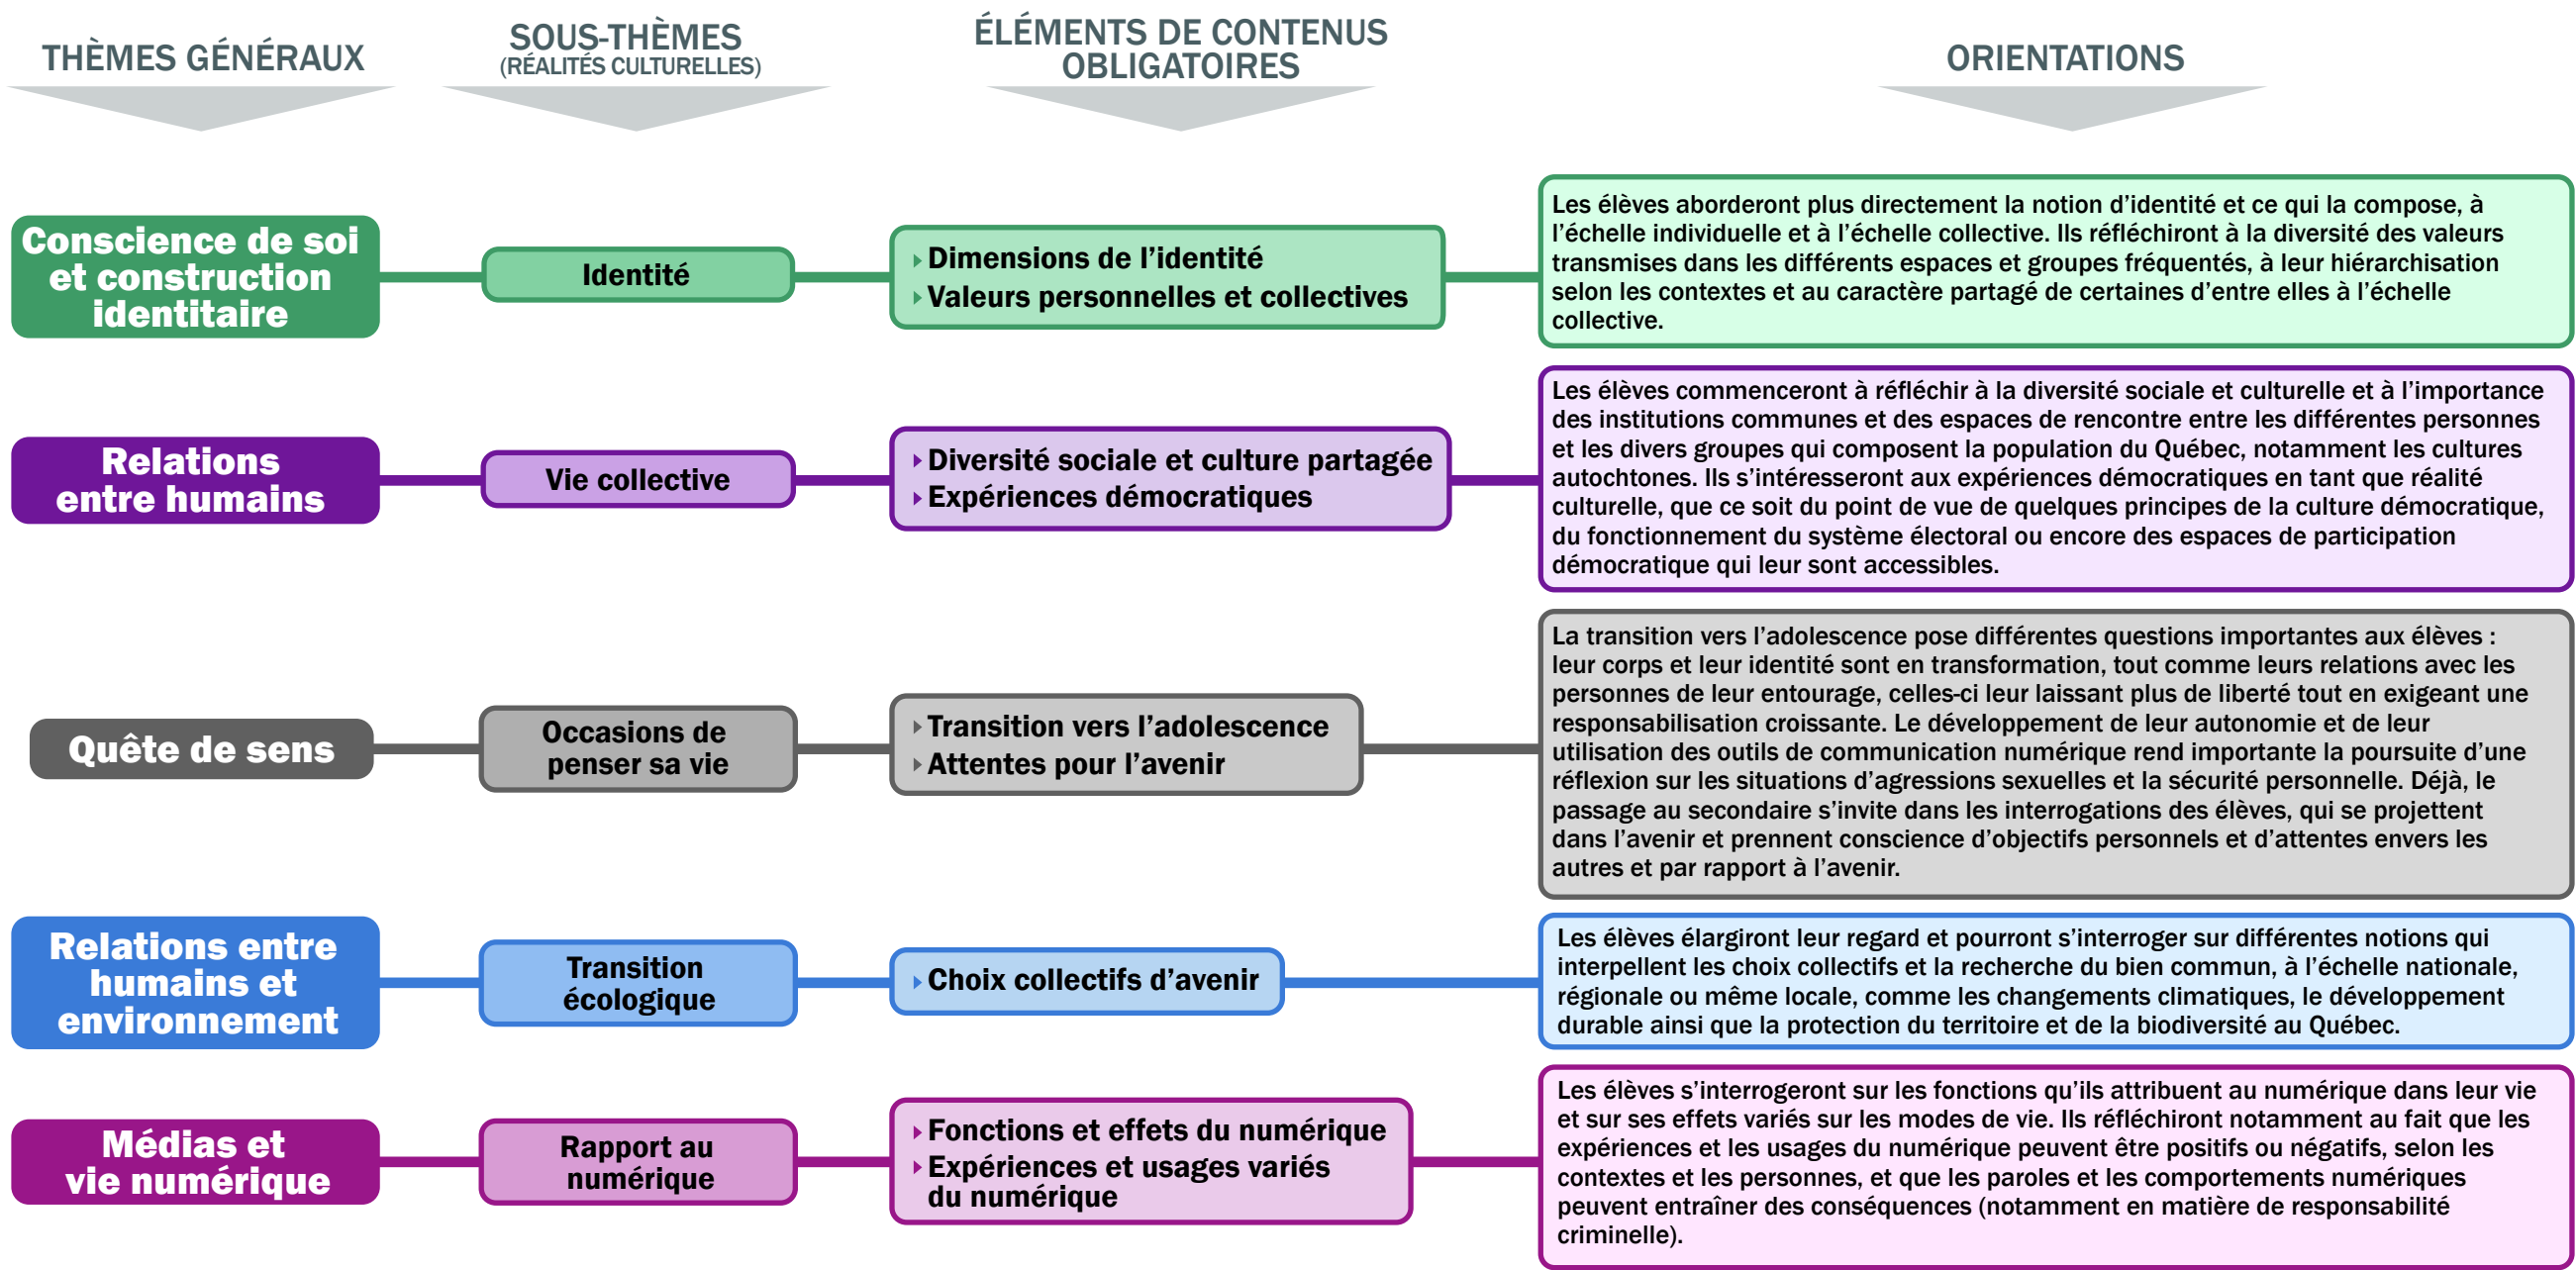 THÈMES GÉNÉRAUX
SOUS-THÈMES
(RÉALITÉS CULTURELLES)
ÉLÉMENTS DE CONTENUS
OBLIGATOIRES
ORIENTATIONS
Conscience de soi
et construction
identitaire
Identité
Dimensions de l’identité
Valeurs personnelles et collectives
Les élèves aborderont plus directement la notion d’identité et ce qui la compose, à
l’échelle individuelle et à l’échelle collective. Ils réfléchiront à la diversité des valeurs
transmises dans les différents espaces et groupes fréquentés, à leur hiérarchisation
selon les contextes et au caractère partagé de certaines d’entre elles à l’échelle
collective.
Relations
entre humains
Vie collective
Diversité sociale et culture partagée
Expériences démocratiques
Les élèves commenceront à réfléchir à la diversité sociale et culturelle et à l’importance
des institutions communes et des espaces de rencontre entre les différentes personnes
et les divers groupes qui composent la population du Québec, notamment les cultures
autochtones. Ils s’intéresseront aux expériences démocratiques en tant que réalité
culturelle, que ce soit du point de vue de quelques principes de la culture démocratique,
du fonctionnement du système électoral ou encore des espaces de participation
démocratique qui leur sont accessibles.
Quête de sens
Occasions de
penser sa vie
Transition vers l’adolescence
Attentes pour l’avenir
La transition vers l’adolescence pose différentes questions importantes aux élèves :
leur corps et leur identité sont en transformation, tout comme leurs relations avec les
personnes de leur entourage, celles-ci leur laissant plus de liberté tout en exigeant une
responsabilisation croissante. Le développement de leur autonomie et de leur
utilisation des outils de communication numérique rend importante la poursuite d’une
réflexion sur les situations d’agressions sexuelles et la sécurité personnelle. Déjà, le
passage au secondaire s’invite dans les interrogations des élèves, qui se projettent
dans l’avenir et prennent conscience d’objectifs personnels et d’attentes envers les
autres et par rapport à l’avenir.
Relations entre
humains et
environnement
Transition
écologique
Choix collectifs d’avenir
Les élèves élargiront leur regard et pourront s’interroger sur différentes notions qui
interpellent les choix collectifs et la recherche du bien commun, à l’échelle nationale,
régionale ou même locale, comme les changements climatiques, le développement
durable ainsi que la protection du territoire et de la biodiversité au Québec.
Médias et
vie numérique
Rapport au
numérique
Fonctions et effets du numérique
Expériences et usages variés
du numérique
Les élèves s’interrogeront sur les fonctions qu’ils attribuent au numérique dans leur vie
et sur ses effets variés sur les modes de vie. Ils réfléchiront notamment au fait que les
expériences et les usages du numérique peuvent être positifs ou négatifs, selon les
contextes et les personnes, et que les paroles et les comportements numériques
peuvent entraîner des conséquences (notamment en matière de responsabilité
criminelle).